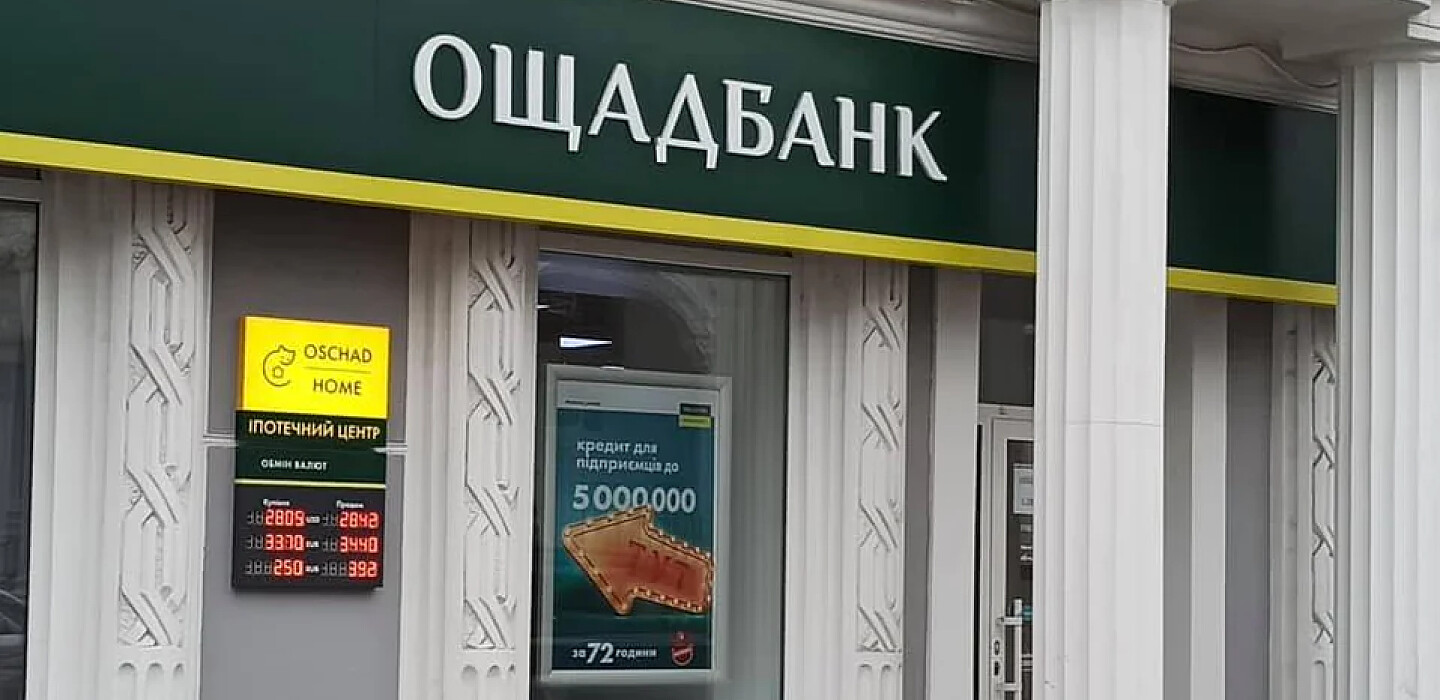 ОЩАДБАНК
OSCHAD
HOME
ІПОТЕЧНИЙ ЦЕНТР
ОБМІН ВАЛЮТ
Купівля Продаж
2809 USD 2842
3370 EUR 3440
250 EUR 392
кредит для
підприємців до
5 000 000
за 72 години